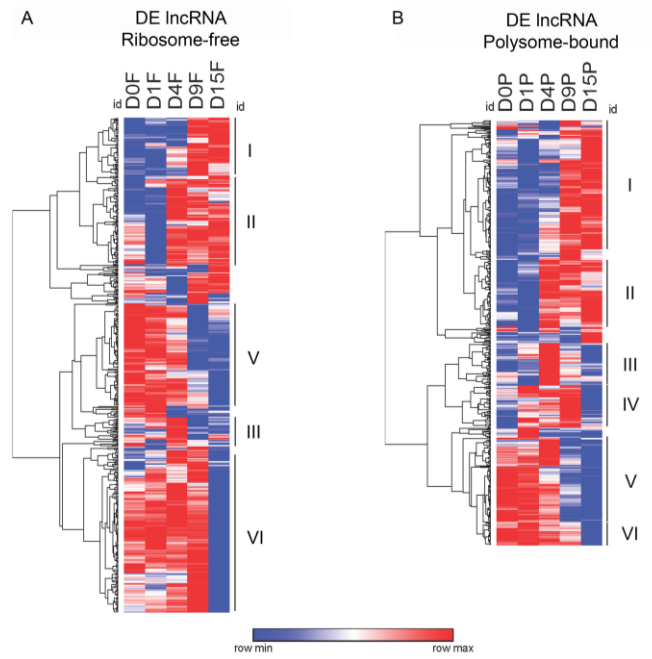 A
DE lncRNA
Ribosome-free
id
D0F
D1F
D4F
D9F
D15F
id
I
II
V
III
VI
B
DE lncRNA
Polysome-bound
id
D0P
D1P
D4P
D9P
D15P
id
I
II
III
IV
V
VI
row min
row max